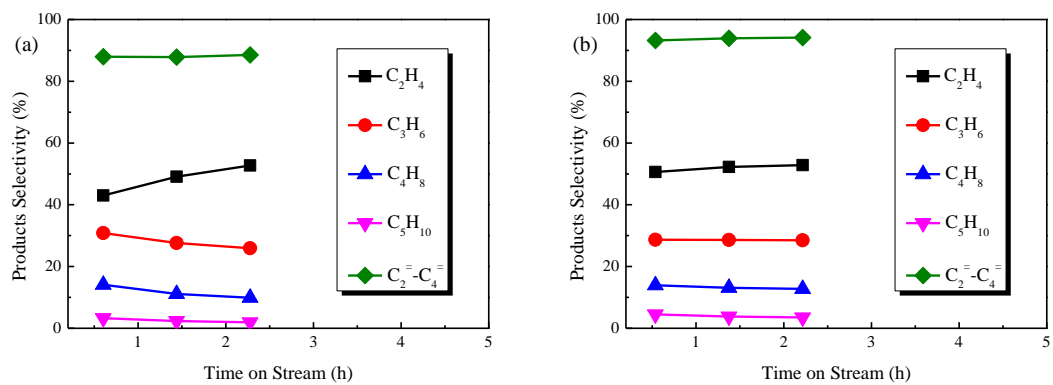 (a)
Products Selectivity (%)
100
80
60
40
20
0
C₂H₄
C₃H₆
C₄H₈
C₅H₁₀
C₂⁼-C₄⁼
1 2 3 4 5
Time on Stream (h)
(b)
Products Selectivity (%)
100
80
60
40
20
0
C₂H₄
C₃H₆
C₄H₈
C₅H₁₀
C₂⁼-C₄⁼
1 2 3 4 5
Time on Stream (h)